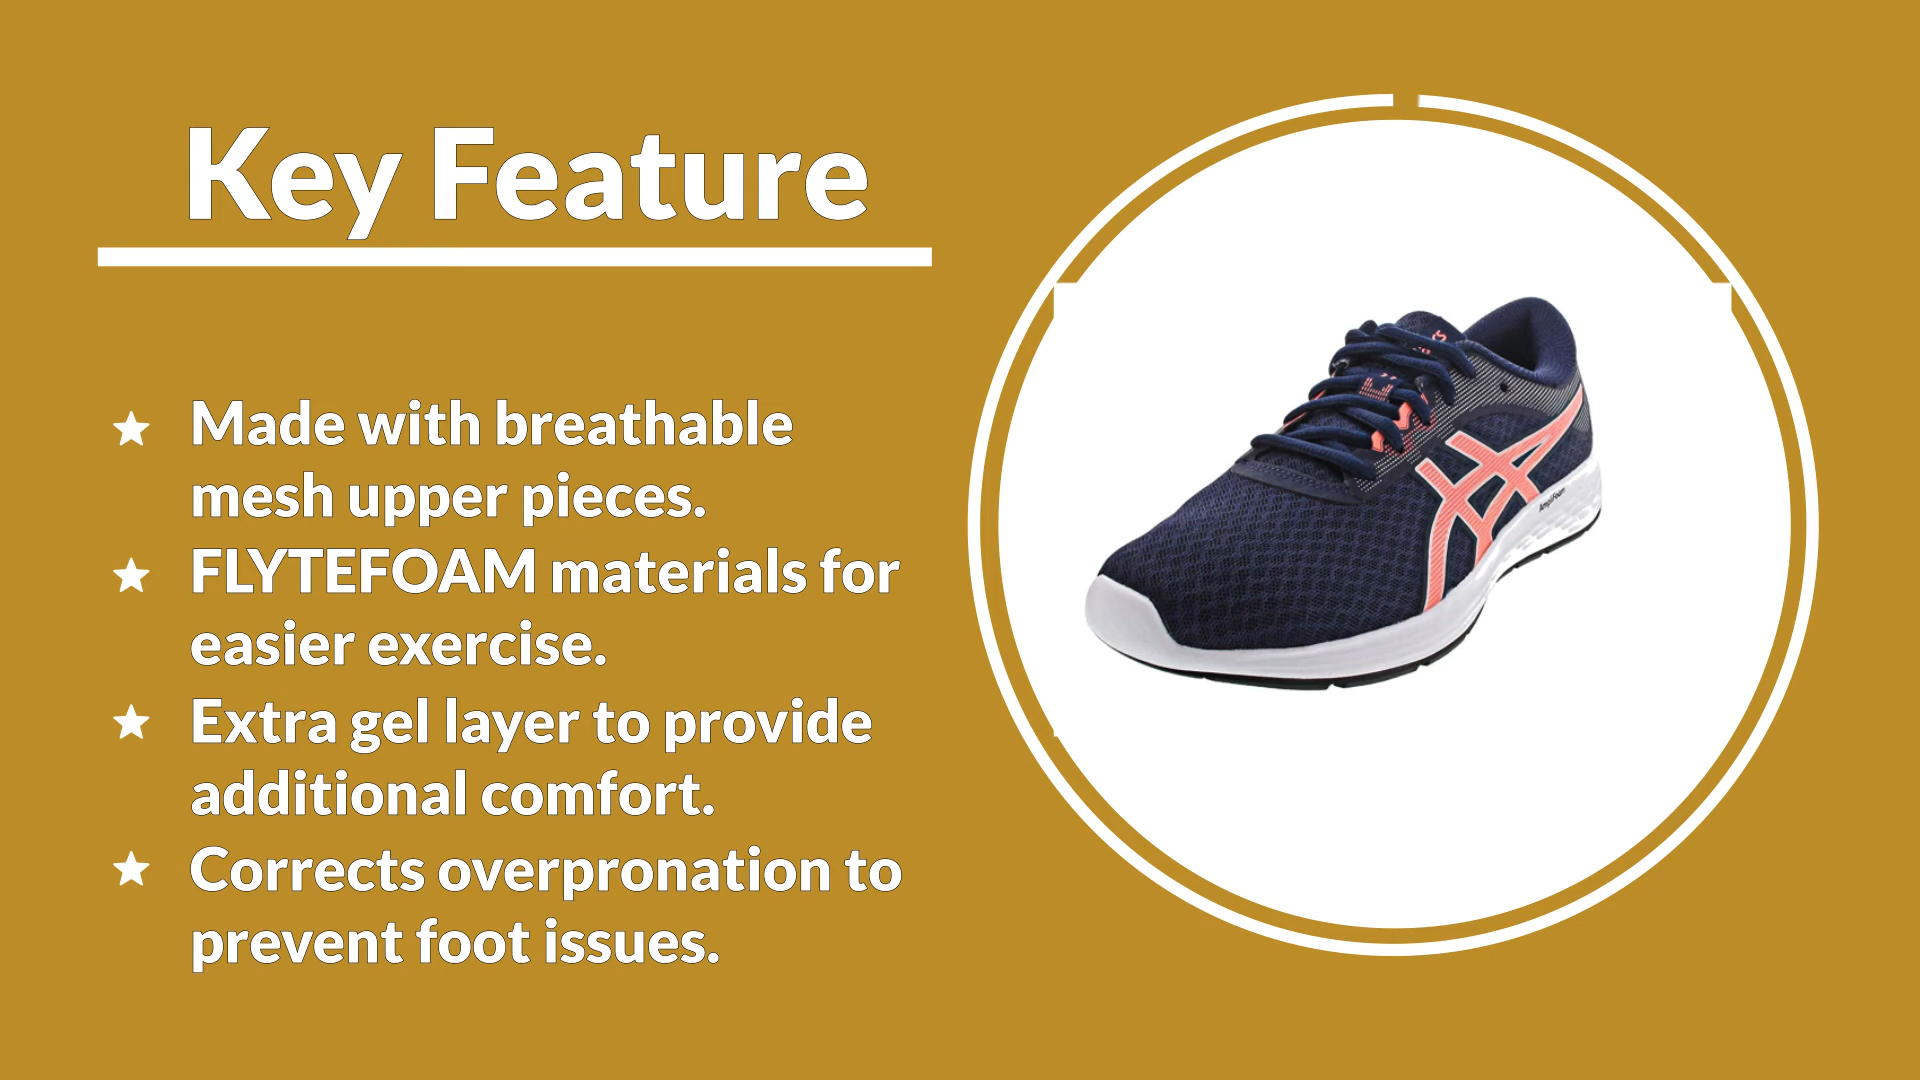 Key Feature
Made with breathable
mesh upper pieces.
FLYTEFOAM materials for
easier exercise.
Extra gel layer to provide
additional comfort.
Corrects overpronation to
prevent foot issues.
AmpliFoam